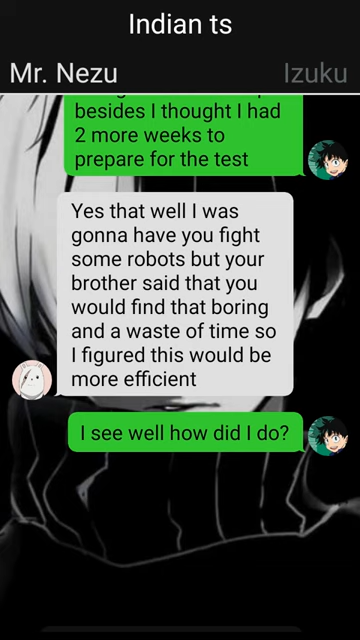 Indian ts
Mr. Nezu
Izuku
besides I thought I had
2 more weeks to
prepare for the test
Yes that well I was
gonna have you fight
some robots but your
brother said that you
would find that boring
and a waste of time so
I figured this would be
more efficient
I see well how did I do?